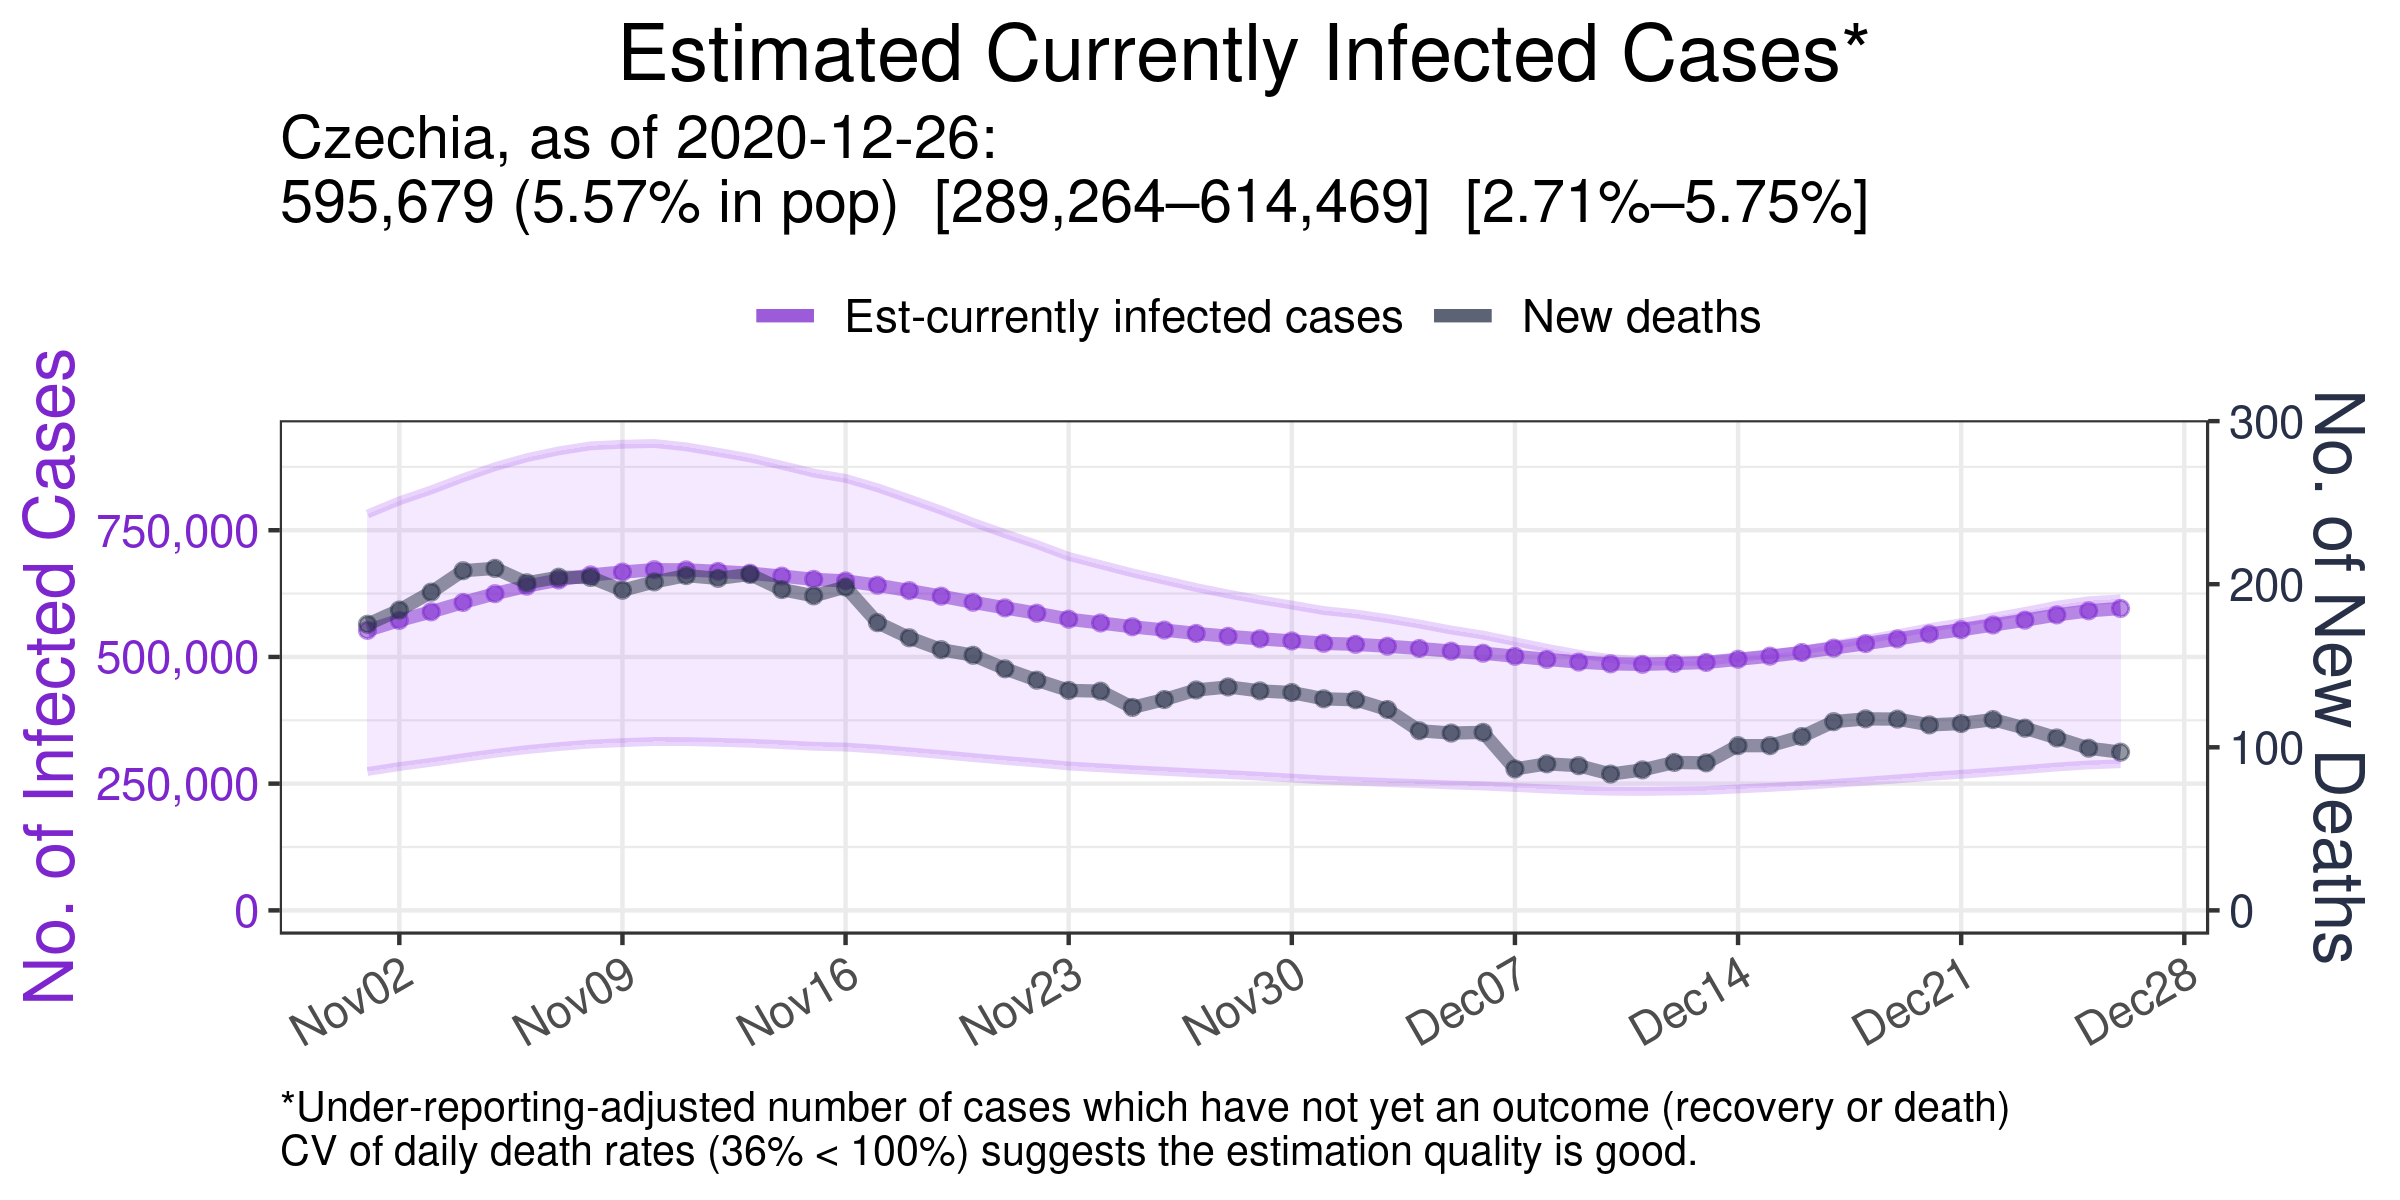 Estimated Currently Infected Cases*
Czechia, as of 2020-12-26:
595,679 (5.57% in pop)  [289,264–614,469]  [2.71%–5.75%]
Est-currently infected cases
New deaths
No. of Infected Cases
750,000
500,000
250,000
0
300
200
100
0
No. of New Deaths
Nov02
Nov09
Nov16
Nov23
Nov30
Dec07
Dec14
Dec21
Dec28
*Under-reporting-adjusted number of cases which have not yet an outcome (recovery or death)
CV of daily death rates (36% < 100%) suggests the estimation quality is good.